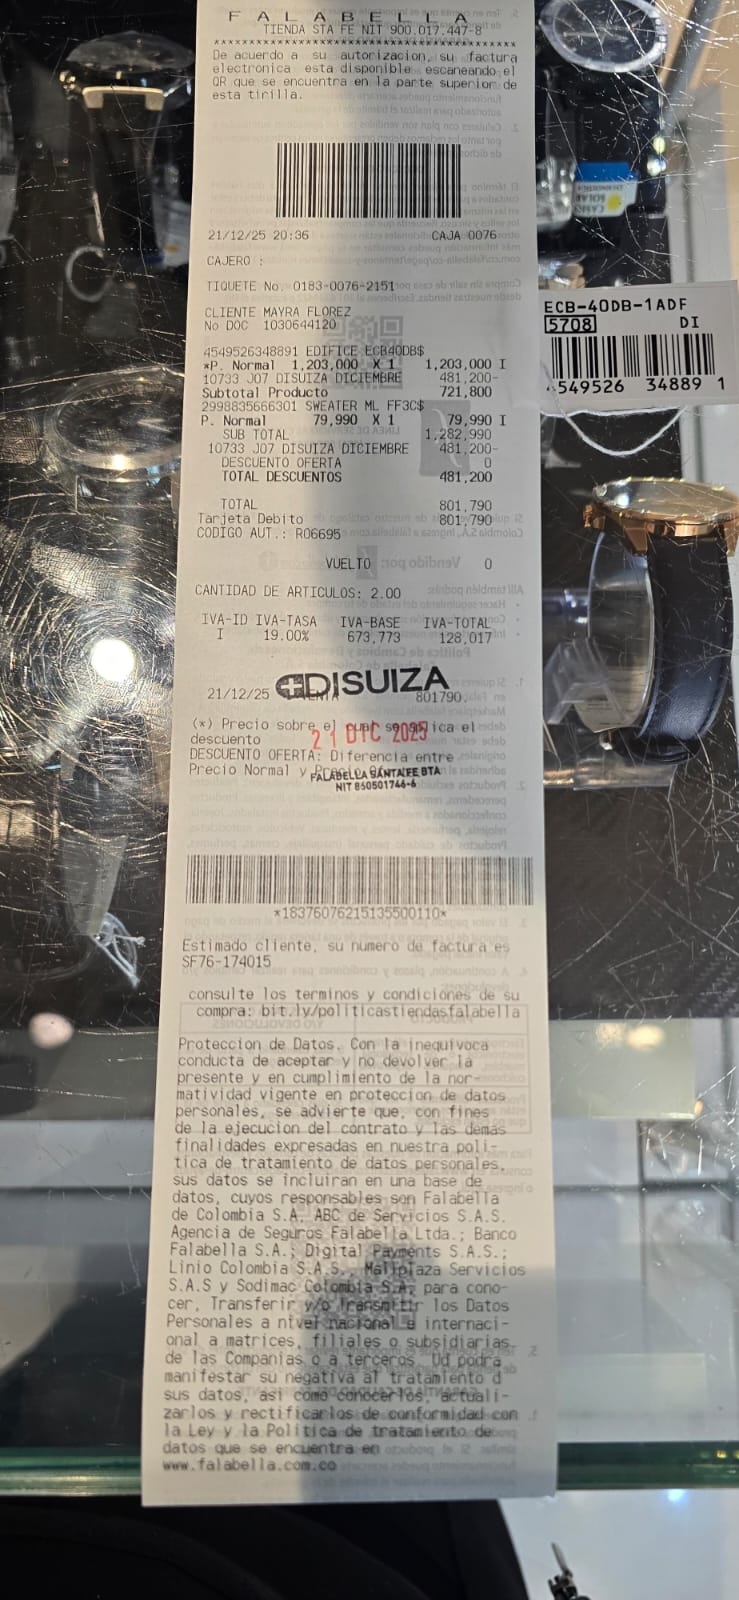 F A L A B E L L A
TIENDA STA FE NIT 900.017.447-8
****************************************
De acuerdo a su autorizacion, su factura
electronica esta disponible escaneando el
QR que se encuentra en la parte superior de
esta tirilla.
21/12/25 20:36 CAJA 0076
CAJERO :
TIQUETE No. 0183-0076-2151
CLIENTE MAYRA FLOREZ
No DOC 1030644120
4549526348891 EDIFICE ECB40DB$
*P. Normal 1,203,000 X 1 1,203,000 I
10733 J07 DISUIZA DICIEMBRE 481,200-
Subtotal Producto 721,800
2998835666301 SWEATER ML FF3C$
P. Normal 79,990 X 1 79,990 I
SUB TOTAL 1,282,990
10733 J07 DISUIZA DICIEMBRE 481,200-
DESCUENTO OFERTA 0
TOTAL DESCUENTOS 481,200
TOTAL 801,790
Tarjeta Debito 801,790
CODIGO AUT.: RO6695
VUELTO 0
CANTIDAD DE ARTICULOS: 2.00
IVA-ID IVA-TASA IVA-BASE IVA-TOTAL
I 19.00% 673,773 128,017
DISUIZA
21/12/25 801790.
(*) Precio sobre el que se aplica el
descuento
21 DIC 2025
DESCUENTO OFERTA: Diferencia entre
Precio Normal y
FALABELLA SANTAFE BTA
NIT 850501746-6
*18376076215135500110*
Estimado cliente, su numero de factura es
SF76-174015
consulte los terminos y condiciones de su
compra: bit.ly/politicastiendasfalabella
Proteccion de Datos. Con la inequivoca
conducta de aceptar y no devolver la
presente y en cumplimiento de la nor-
matividad vigente en proteccion de datos
personales, se advierte que, con fines
de la ejecucion del contrato y las demas
finalidades expresadas en nuestra poli-
tica de tratamiento de datos personales,
sus datos se incluiran en una base de
datos, cuyos responsables son Falabella
de Colombia S.A, ABC de Servicios S.A.S.
Agencia de Seguros Falabella Ltda.; Banco
Falabella S.A.; Digital Payments S.A.S.;
Linio Colombia S.A.S., Mallplaza Servicios
S.A.S y Sodimac Colombia S.A, para cono-
cer, Transferir y/o Transmitir los Datos
Personales a nivel nacional e internaci-
onal a matrices, filiales o subsidiarias
de las Companias o a terceros. Ud podra
manifestar su negativa al tratamiento d
sus datos, asi como conocerlos, actuali-
zarlos y rectificarlos de conformidad con
la Ley y la Politica de tratamiento de
datos que se encuentra en
www.falabella.com.co
ECB-40DB-1ADF
5708 DI
4549526 34889 1